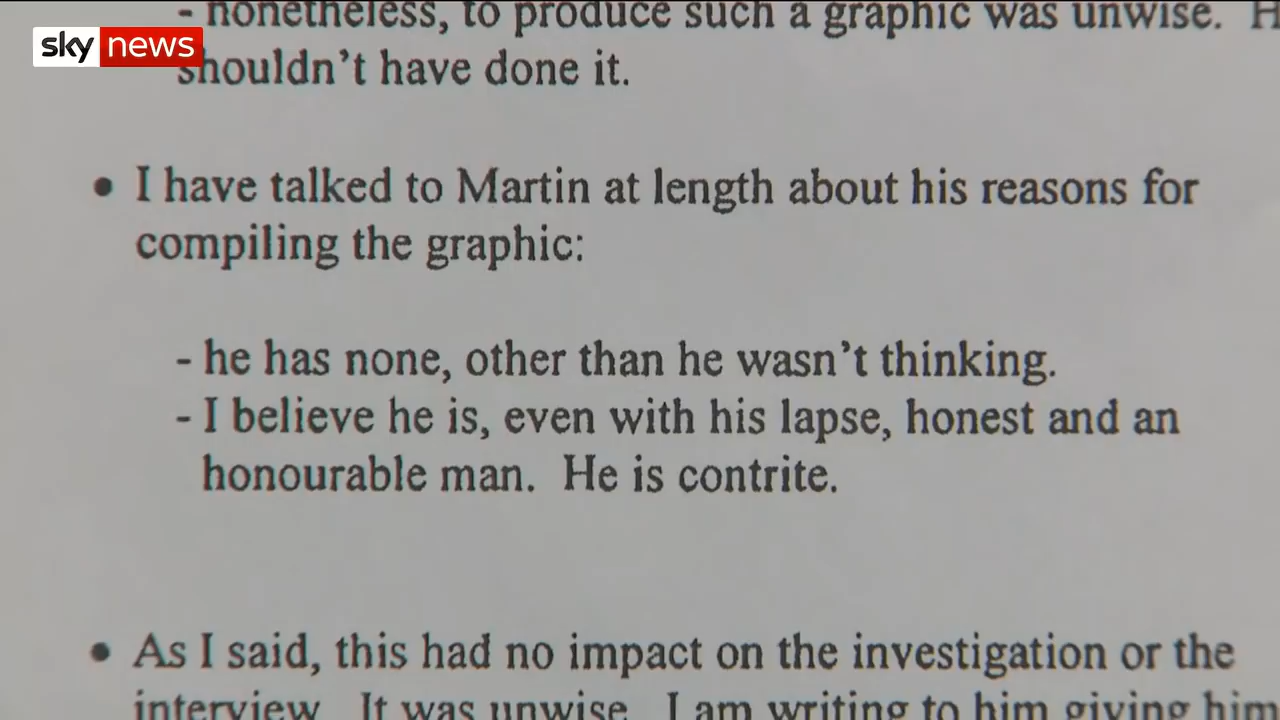 sky news
- nonetheless, to produce such a graphic was unwise. H
shouldn't have done it.
• I have talked to Martin at length about his reasons for
compiling the graphic:
- he has none, other than he wasn't thinking.
- I believe he is, even with his lapse, honest and an
honourable man. He is contrite.
• As I said, this had no impact on the investigation or the
interview. It was unwise. I am writing to him giving him